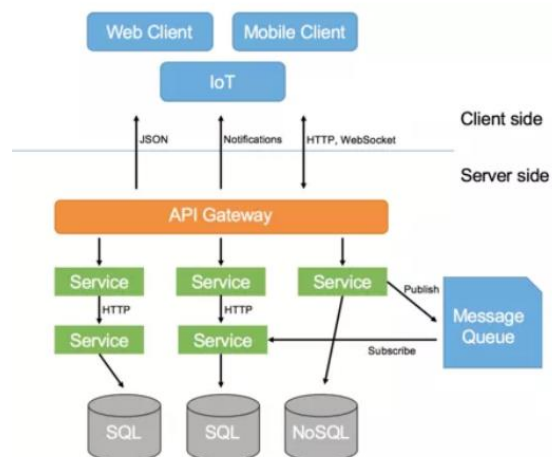 Web Client
Mobile Client
IoT
JSON
Notifications
HTTP, WebSocket
Client side
Server side
API Gateway
Service
Service
Service
Publish
HTTP
HTTP
Message
Queue
Service
Service
Subscribe
SQL
SQL
NoSQL